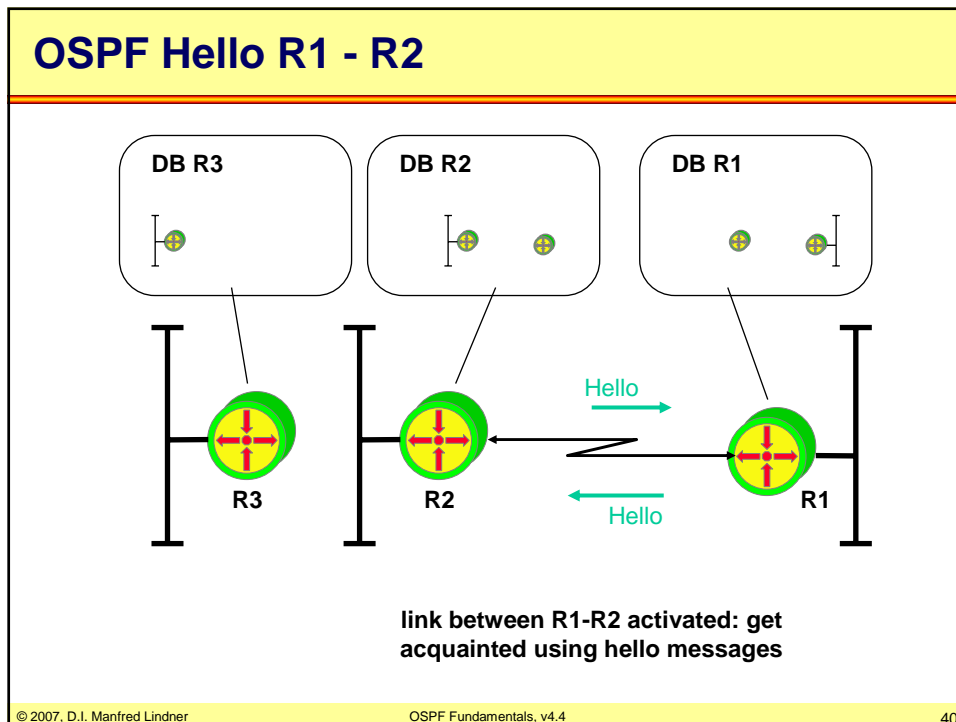 OSPF Hello R1 - R2
DB R3
DB R2
DB R1
Hello
R3
R2
R1
Hello
link between R1-R2 activated: get
acquainted using hello messages
© 2007, D.I. Manfred Lindner
OSPF Fundamentals, v4.4
40